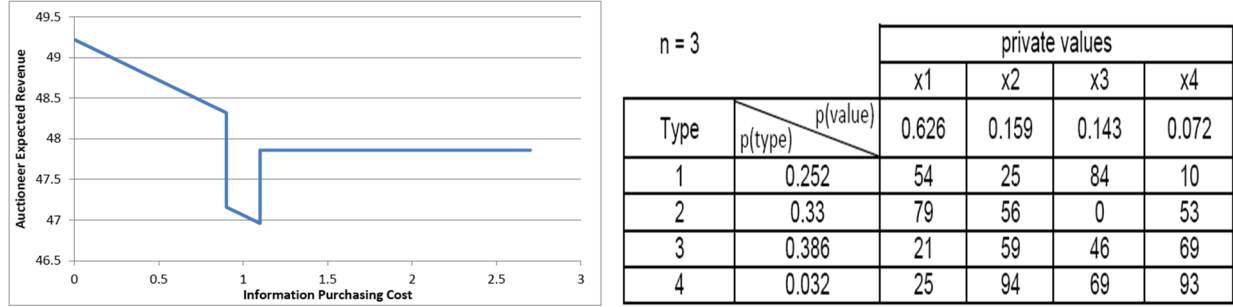 49.5
49
48.5
48
47.5
47
46.5
Auctioneer Expected Revenue
0 0.5 1 1.5 2 2.5 3
Information Purchasing Cost
n = 3 private values
x1 x2 x3 x4
Type p(type) p(value) 0.626 0.159 0.143 0.072
1 0.252 54 25 84 10
2 0.33 79 56 0 53
3 0.386 21 59 46 69
4 0.032 25 94 69 93